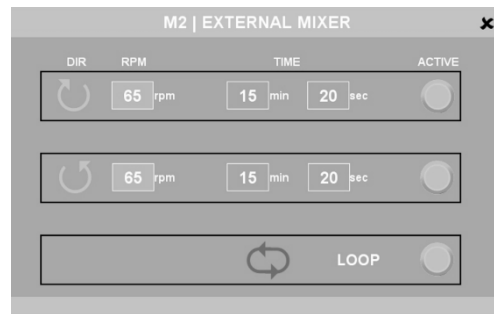 M2 | EXTERNAL MIXER
DIR RPM TIME ACTIVE
65 rpm 15 min 20 sec
65 rpm 15 min 20 sec
LOOP